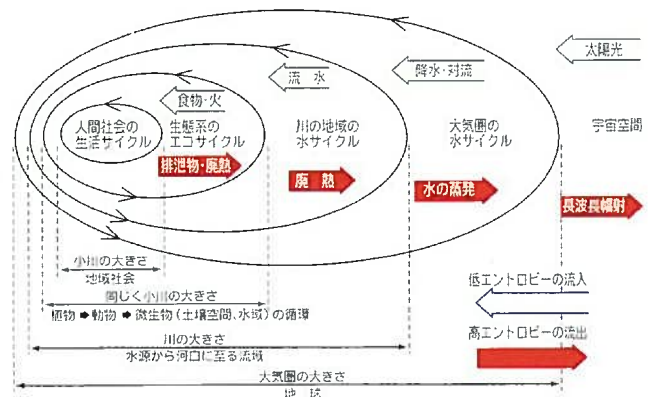 太陽光
降水・対流
流 水
食物・火
人間社会の
生活サイクル
生態系の
エコサイクル
川の地域の
水サイクル
大気圏の
水サイクル
宇宙空間
排泄物・廃熱
廃 熱
水の蒸発
長波長輻射
小川の大きさ
地域社会
同じく小川の大きさ
植物➡動物➡微生物(土壌空間、水域)の循環
川の大きさ
水源から河口に至る流域
大気圏の大きさ
地 球
低エントロピーの流入
高エントロピーの流出